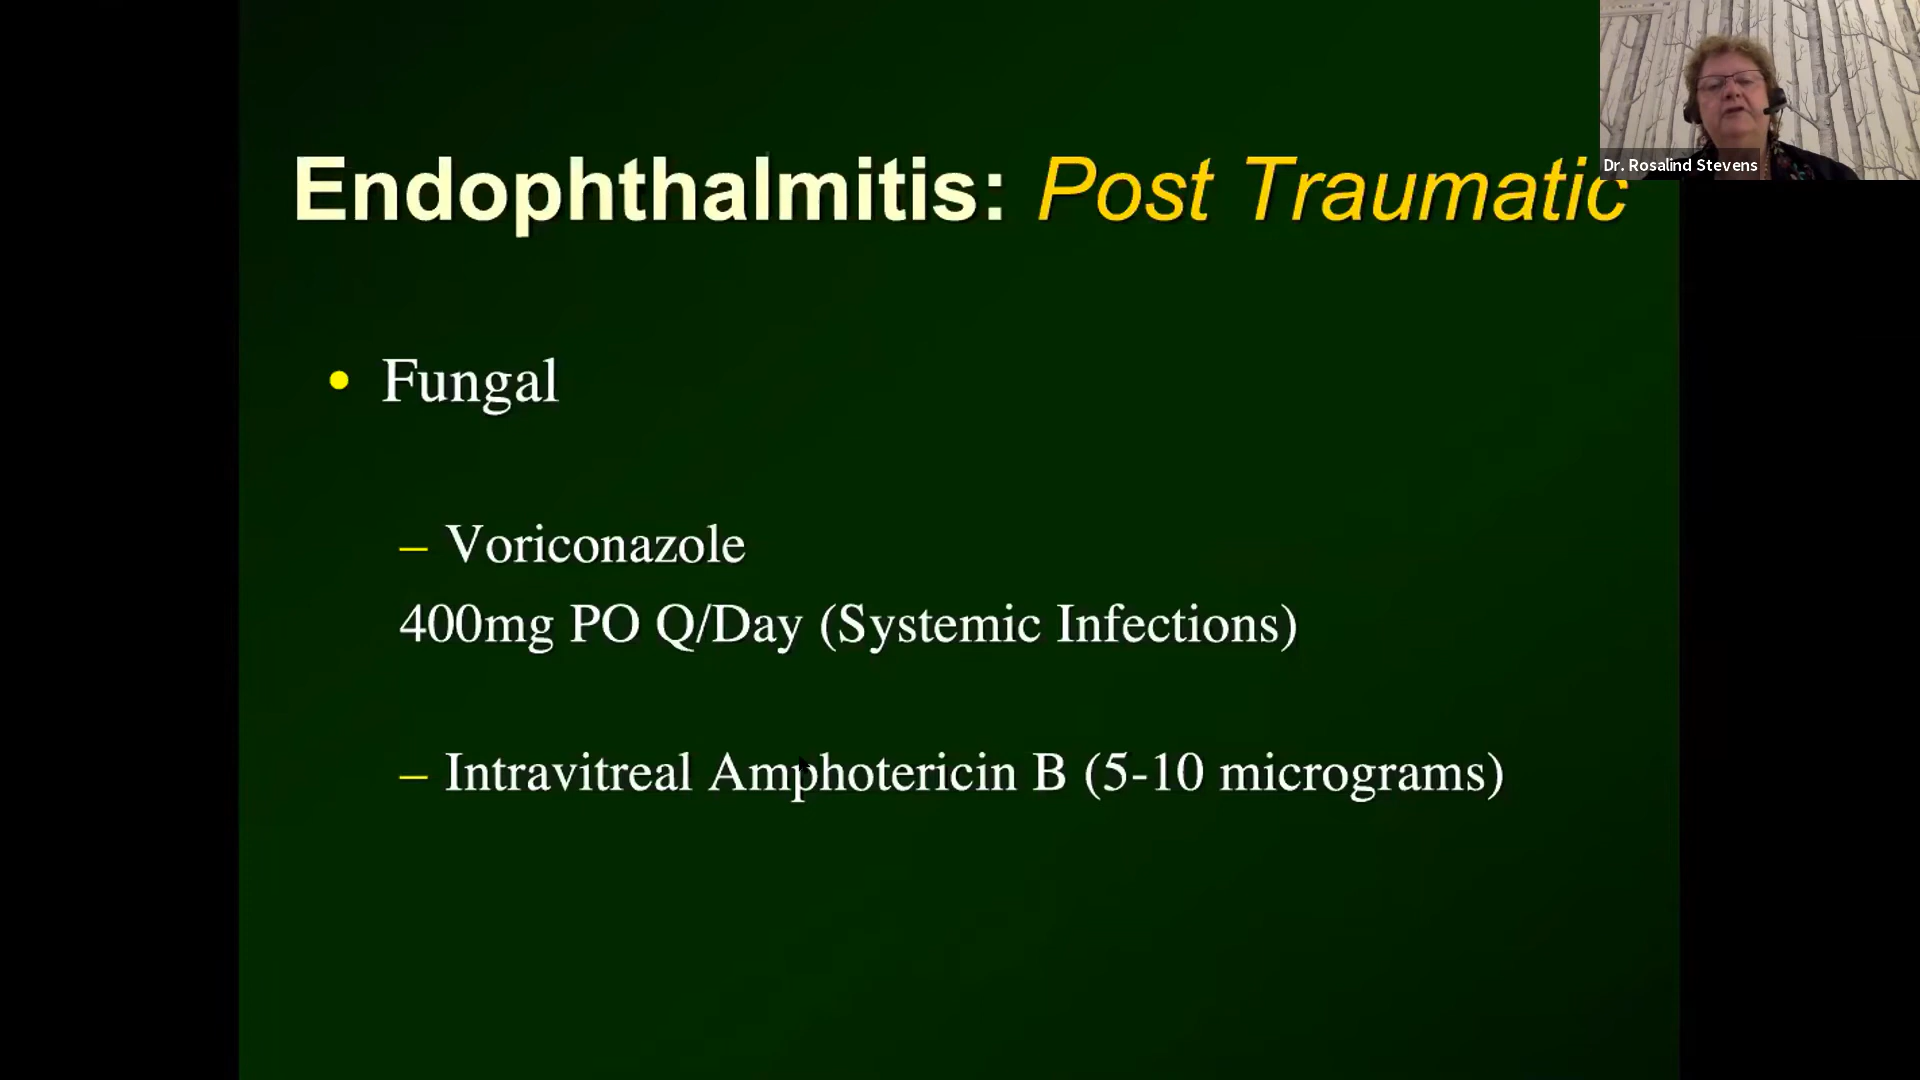 Endophthalmitis: Post Traumatic
Dr. Rosalind Stevens
• Fungal
– Voriconazole
400mg PO Q/Day (Systemic Infections)
– Intravitreal Amphotericin B (5-10 micrograms)